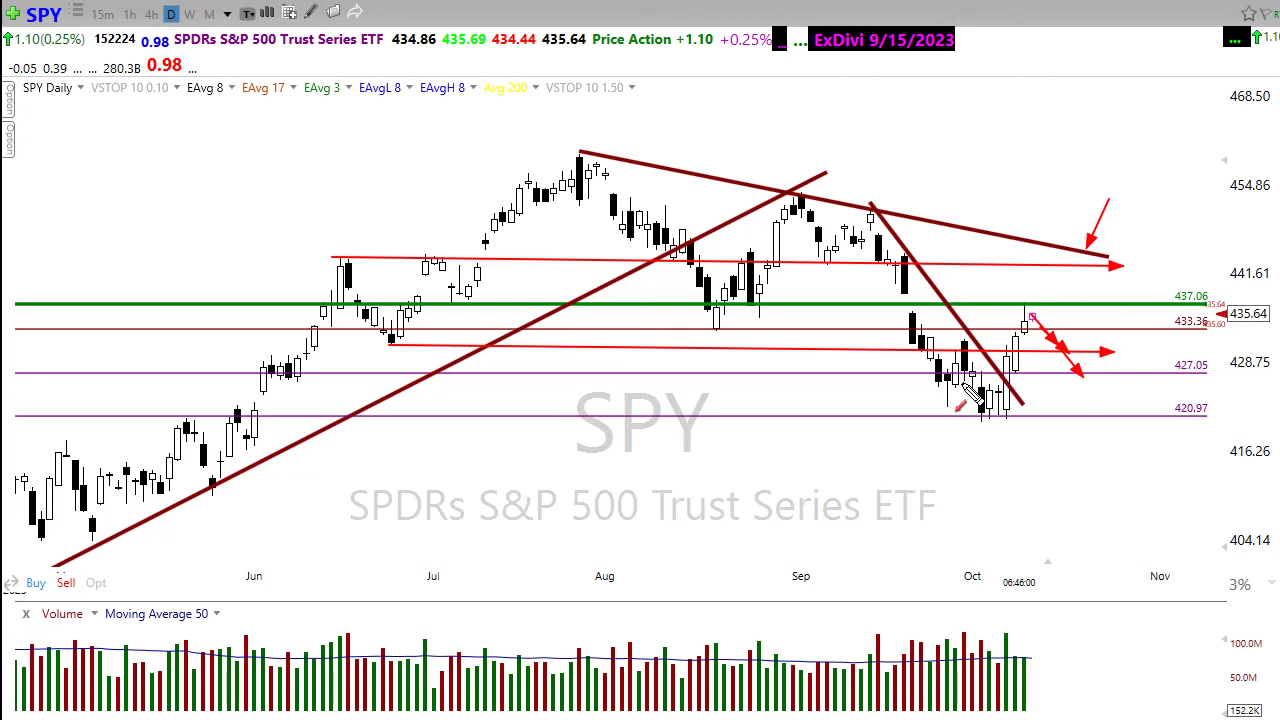 SPY 15m 1h 4h D W M Tт
1.10(0.25%) 152224 0.98 SPDRs S&P 500 Trust Series ETF 434.86 435.69 434.44 435.64 Price Action +1.10 +0.25% ... ... ExDivi 9/15/2023 ... 1.10
-0.05 0.39 ... ... 280.3B 0.98 ...
Option
Option
SPY Daily VSTOP 10 0.10 EAvg 8 EAvg 17 EAvg 3 EAvgL 8 EAvgH 8 Avg 200 VSTOP 10 1.50
468.50
454.86
441.61
437.06
435.64
433.36
428.75
427.05
420.97
416.26
404.14
SPY
SPDRs S&P 500 Trust Series ETF
Jun Jul Aug Sep Oct Nov
06:46:00
Buy Sell Opt
3%
X Volume Moving Average 50
100.0M
50.0M
152.2K